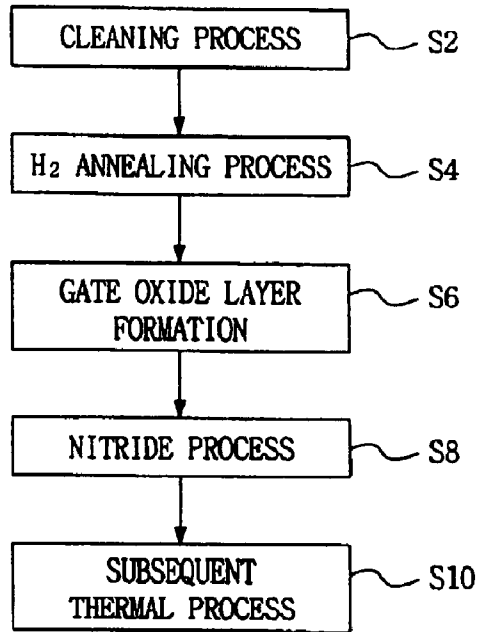 CLEANING PROCESS S2
H2 ANNEALING PROCESS S4
GATE OXIDE LAYER S6
FORMATION
NITRIDE PROCESS S8
SUBSEQUENT S10
THERMAL PROCESS